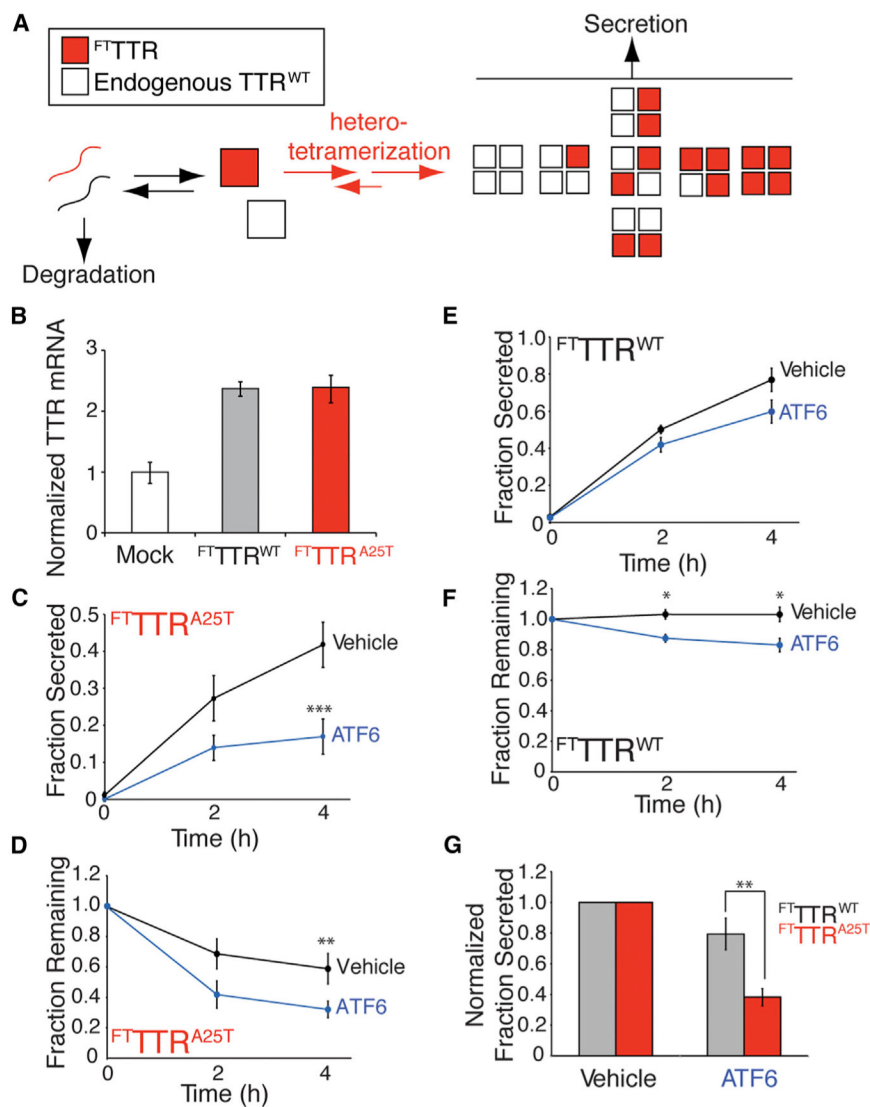 A
FTTTR
Endogenous TTRWT
Secretion
hetero-
tetramerization
Degradation
B
Normalized TTR mRNA
3
2
1
0
Mock
FTTTRWT
FTTTRA25T
C
FTTTRA25T
Fraction Secreted
0.5
0.4
0.3
0.2
0.1
0
Vehicle
***
ATF6
0
2
4
Time (h)
D
Fraction Remaining
1.2
1.0
0.8
0.6
0.4
0.2
0
**
Vehicle
ATF6
FTTTRA25T
0
2
4
Time (h)
E
FTTTRWT
Fraction Secreted
1.0
0.8
0.6
0.4
0.2
0
Vehicle
ATF6
0
2
4
Time (h)
F
Fraction Remaining
1.2
1.0
0.8
0.6
0.4
0.2
0
*
*
Vehicle
ATF6
FTTTRWT
0
2
4
Time (h)
G
Normalized
Fraction Secreted
1.2
1.0
0.8
0.6
0.4
0.2
0
**
FTTTRWT
FTTTRA25T
Vehicle
ATF6